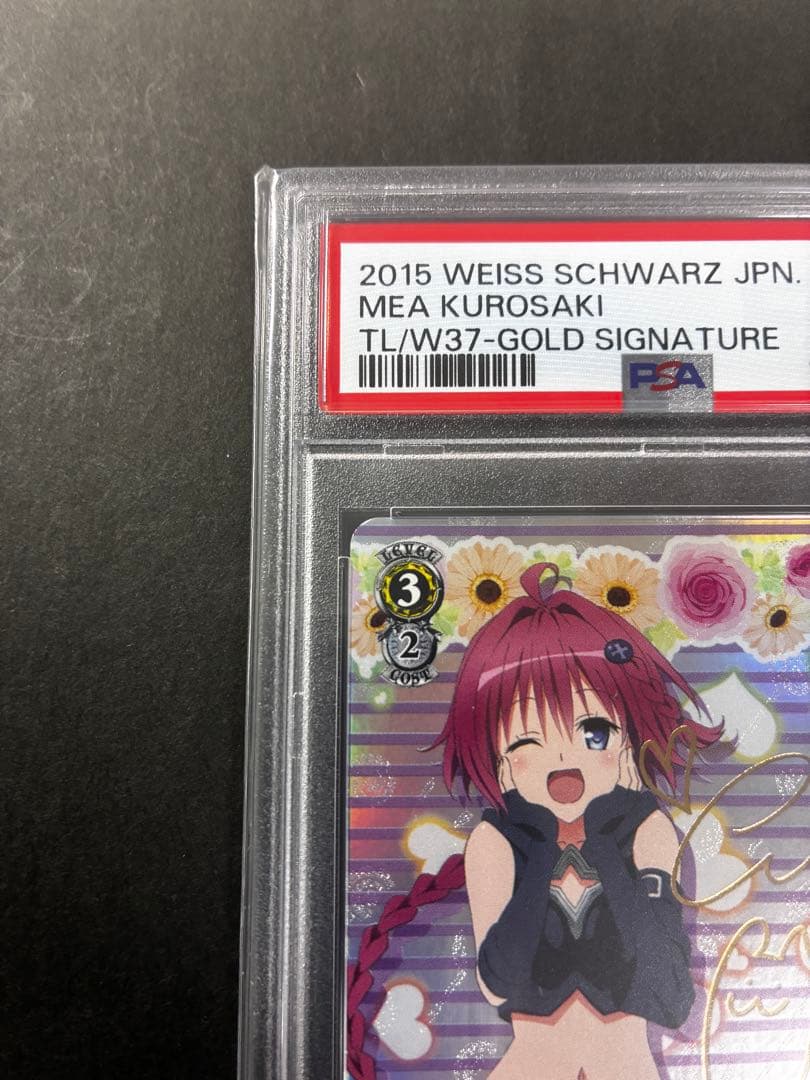 2015 WEISS SCHWARZ JPN.
MEA KUROSAKI
TL/W37-GOLD SIGNATURE
PSA
LEVEL
3
2
COST